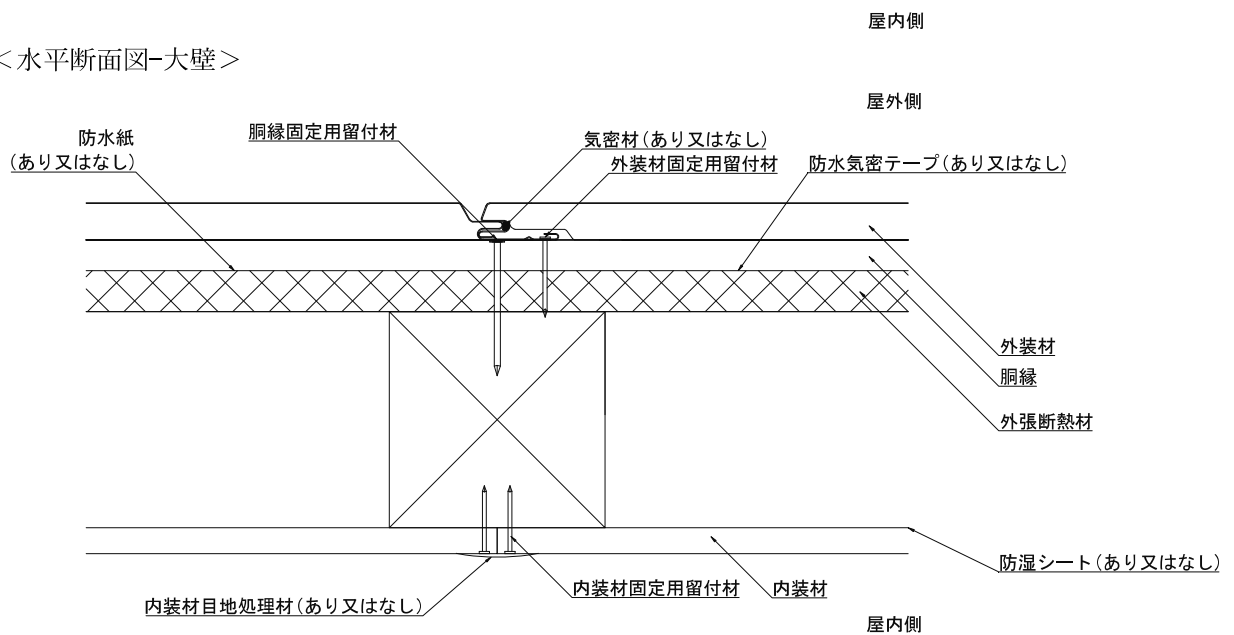 屋内側
＜水平断面図-大壁＞
屋外側
防水紙
(あり又はなし)
胴縁固定用留付材
気密材(あり又はなし)
外装材固定用留付材
防水気密テープ(あり又はなし)
外装材
胴縁
外張断熱材
防湿シート(あり又はなし)
内装材固定用留付材
内装材
内装材目地処理材(あり又はなし)
屋内側